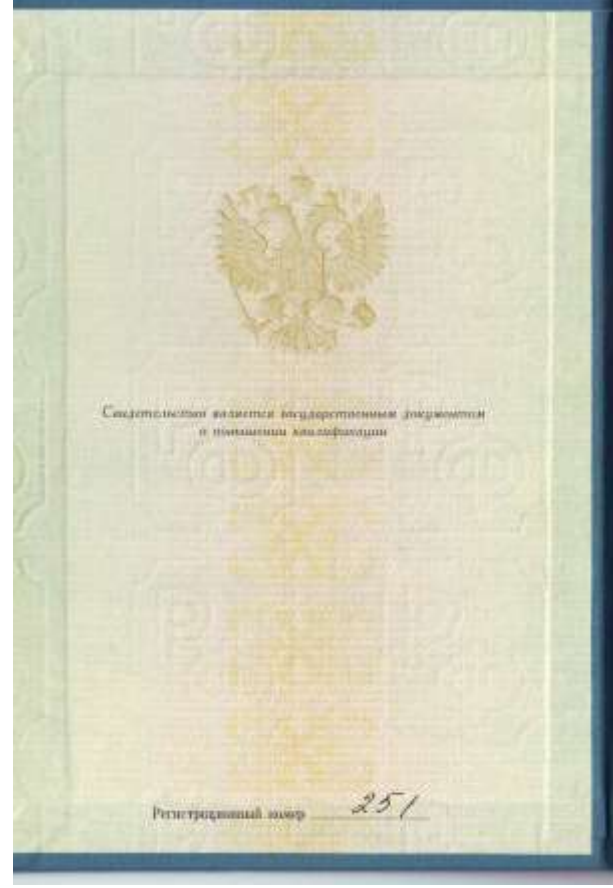 Свидетельство является государственным документом
о повышении квалификации
Регистрационный номер 251